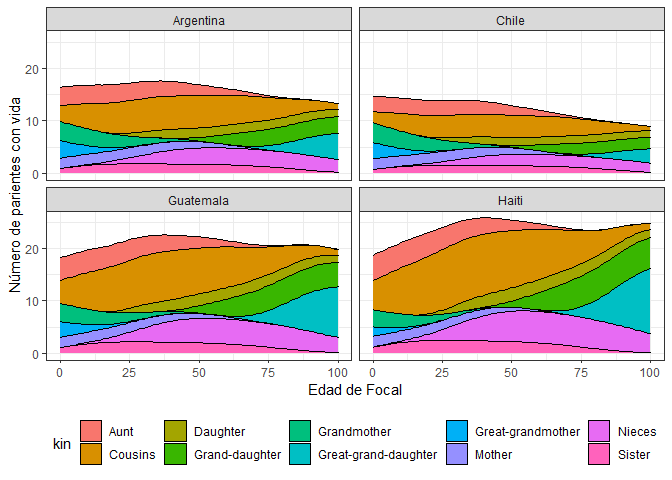 Argentina
Chile
20
10
0
Guatemala
Haiti
20
10
0
Número de parientes con vida
0 25 50 75 100
0 25 50 75 100
Edad de Focal
kin
Aunt
Cousins
Daughter
Grand-daughter
Grandmother
Great-grand-daughter
Great-grandmother
Mother
Nieces
Sister